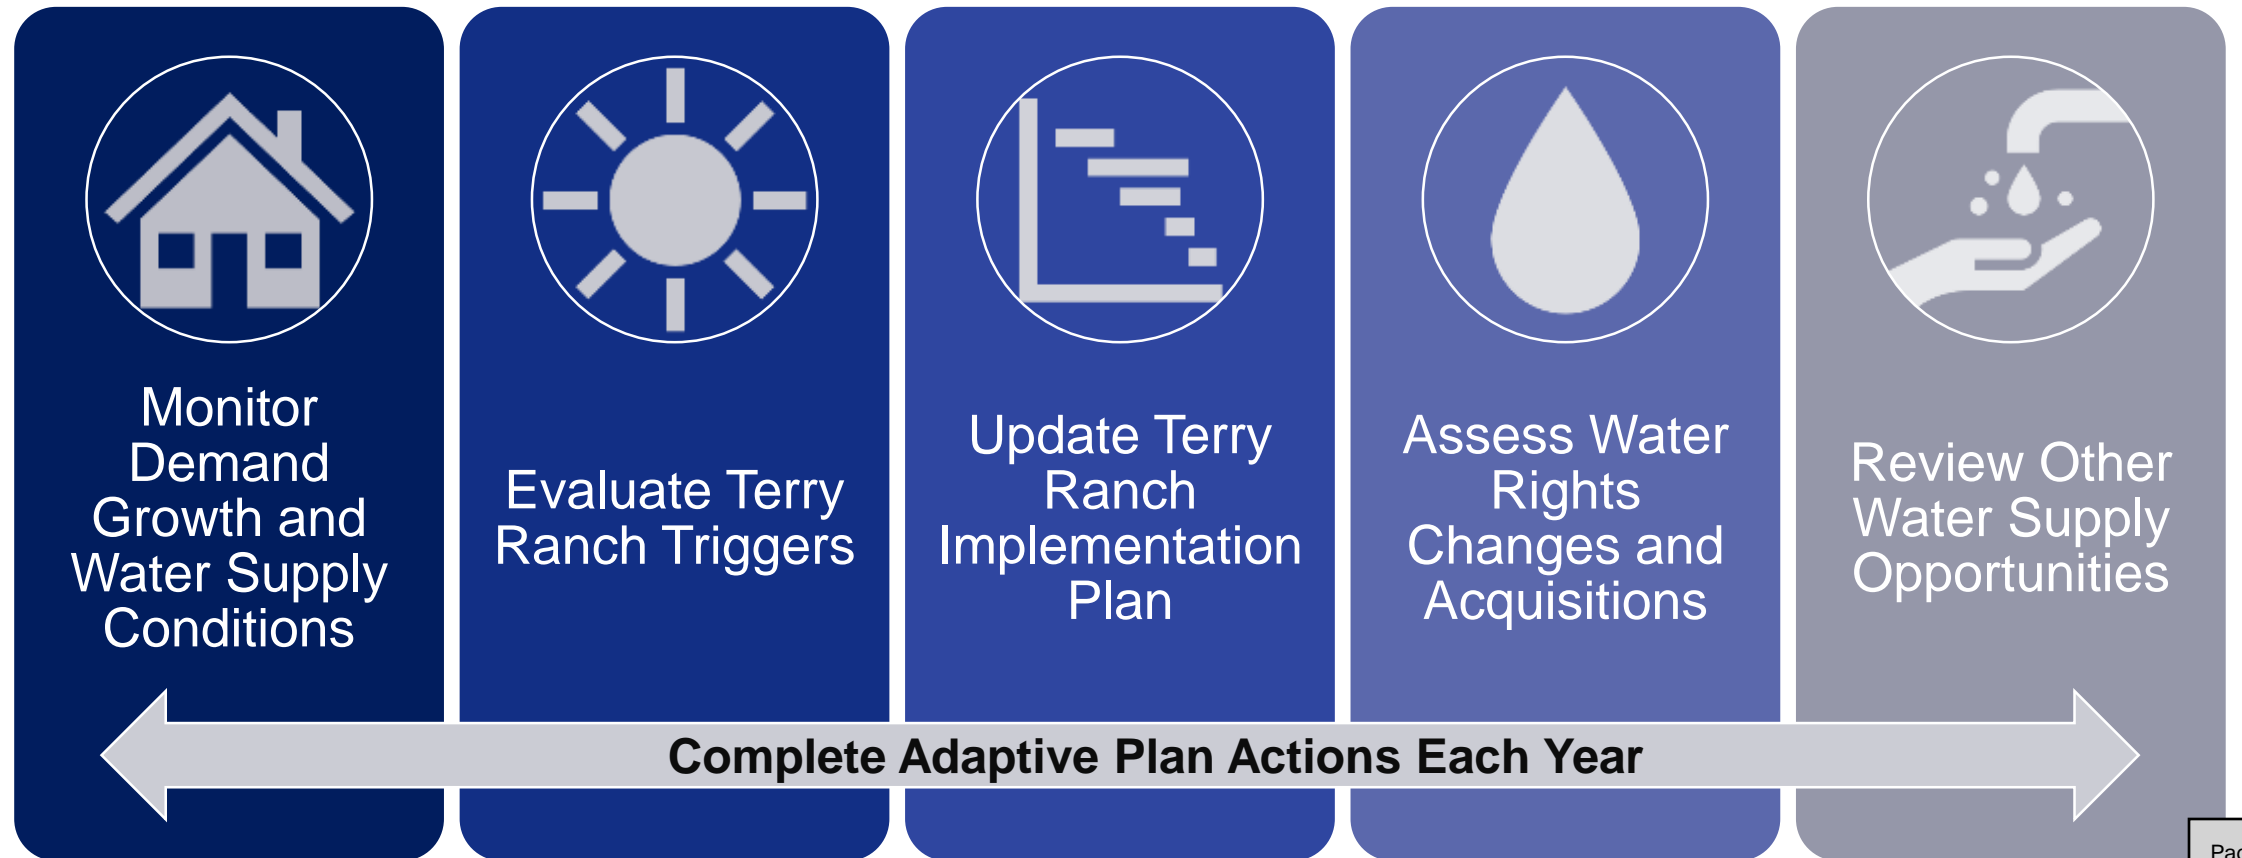 Monitor
Demand
Growth and
Water Supply
Conditions
Evaluate Terry
Ranch Triggers
Update Terry
Ranch
Implementation
Plan
Assess Water
Rights
Changes and
Acquisitions
Review Other
Water Supply
Opportunities
Complete Adaptive Plan Actions Each Year